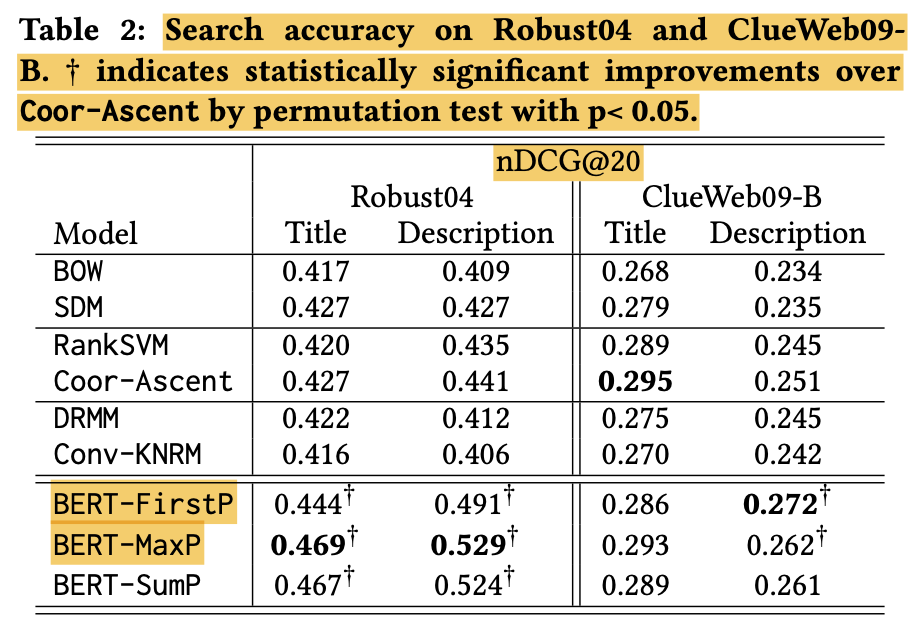 Table 2: Search accuracy on Robust04 and ClueWeb09-
B. † indicates statistically significant improvements over
Coor-Ascent by permutation test with p< 0.05.
nDCG@20
Robust04 ClueWeb09-B
Model Title Description Title Description
BOW 0.417 0.409 0.268 0.234
SDM 0.427 0.427 0.279 0.235
RankSVM 0.420 0.435 0.289 0.245
Coor-Ascent 0.427 0.441 0.295 0.251
DRMM 0.422 0.412 0.275 0.245
Conv-KNRM 0.416 0.406 0.270 0.242
BERT-FirstP 0.444† 0.491† 0.286 0.272†
BERT-MaxP 0.469† 0.529† 0.293 0.262†
BERT-SumP 0.467† 0.524† 0.289 0.261